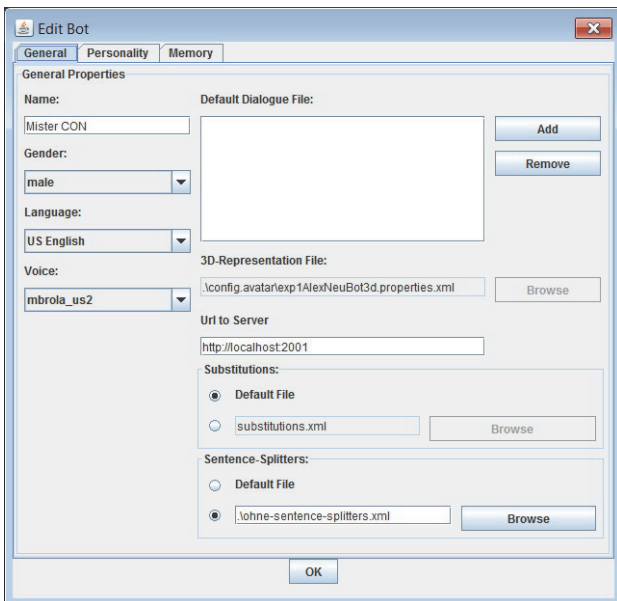 Edit Bot
General Personality Memory
General Properties
Name:
Mister CON
Gender:
male
Language:
US English
Voice:
mbrola_us2
Default Dialogue File:
Add
Remove
3D-Representation File:
.\config.avatar\exp1AlexNeuBot3d.properties.xml Browse
Url to Server
http://localhost:2001
Substitutions:
Default File
substitutions.xml Browse
Sentence-Splitters:
Default File
.\ohne-sentence-splitters.xml Browse
OK